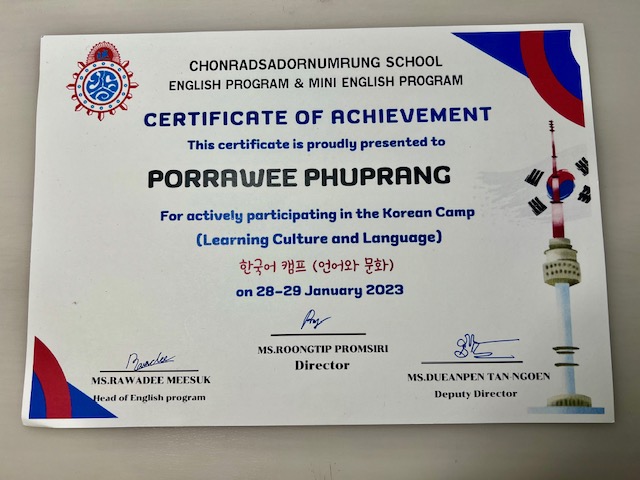 CHONRADSADORNUMRUNG SCHOOL
ENGLISH PROGRAM & MINI ENGLISH PROGRAM
CERTIFICATE OF ACHIEVEMENT
This certificate is proudly presented to
PORRAWEE PHUPRANG
For actively participating in the Korean Camp
(Learning Culture and Language)
한국어 캠프 (언어와 문화)
on 28-29 January 2023
MS.RAWADEE MEESUK
Head of English program
MS.ROONGTIP PROMSIRI
Director
MS.DUEANPEN TAN-NGOEN
Deputy Director